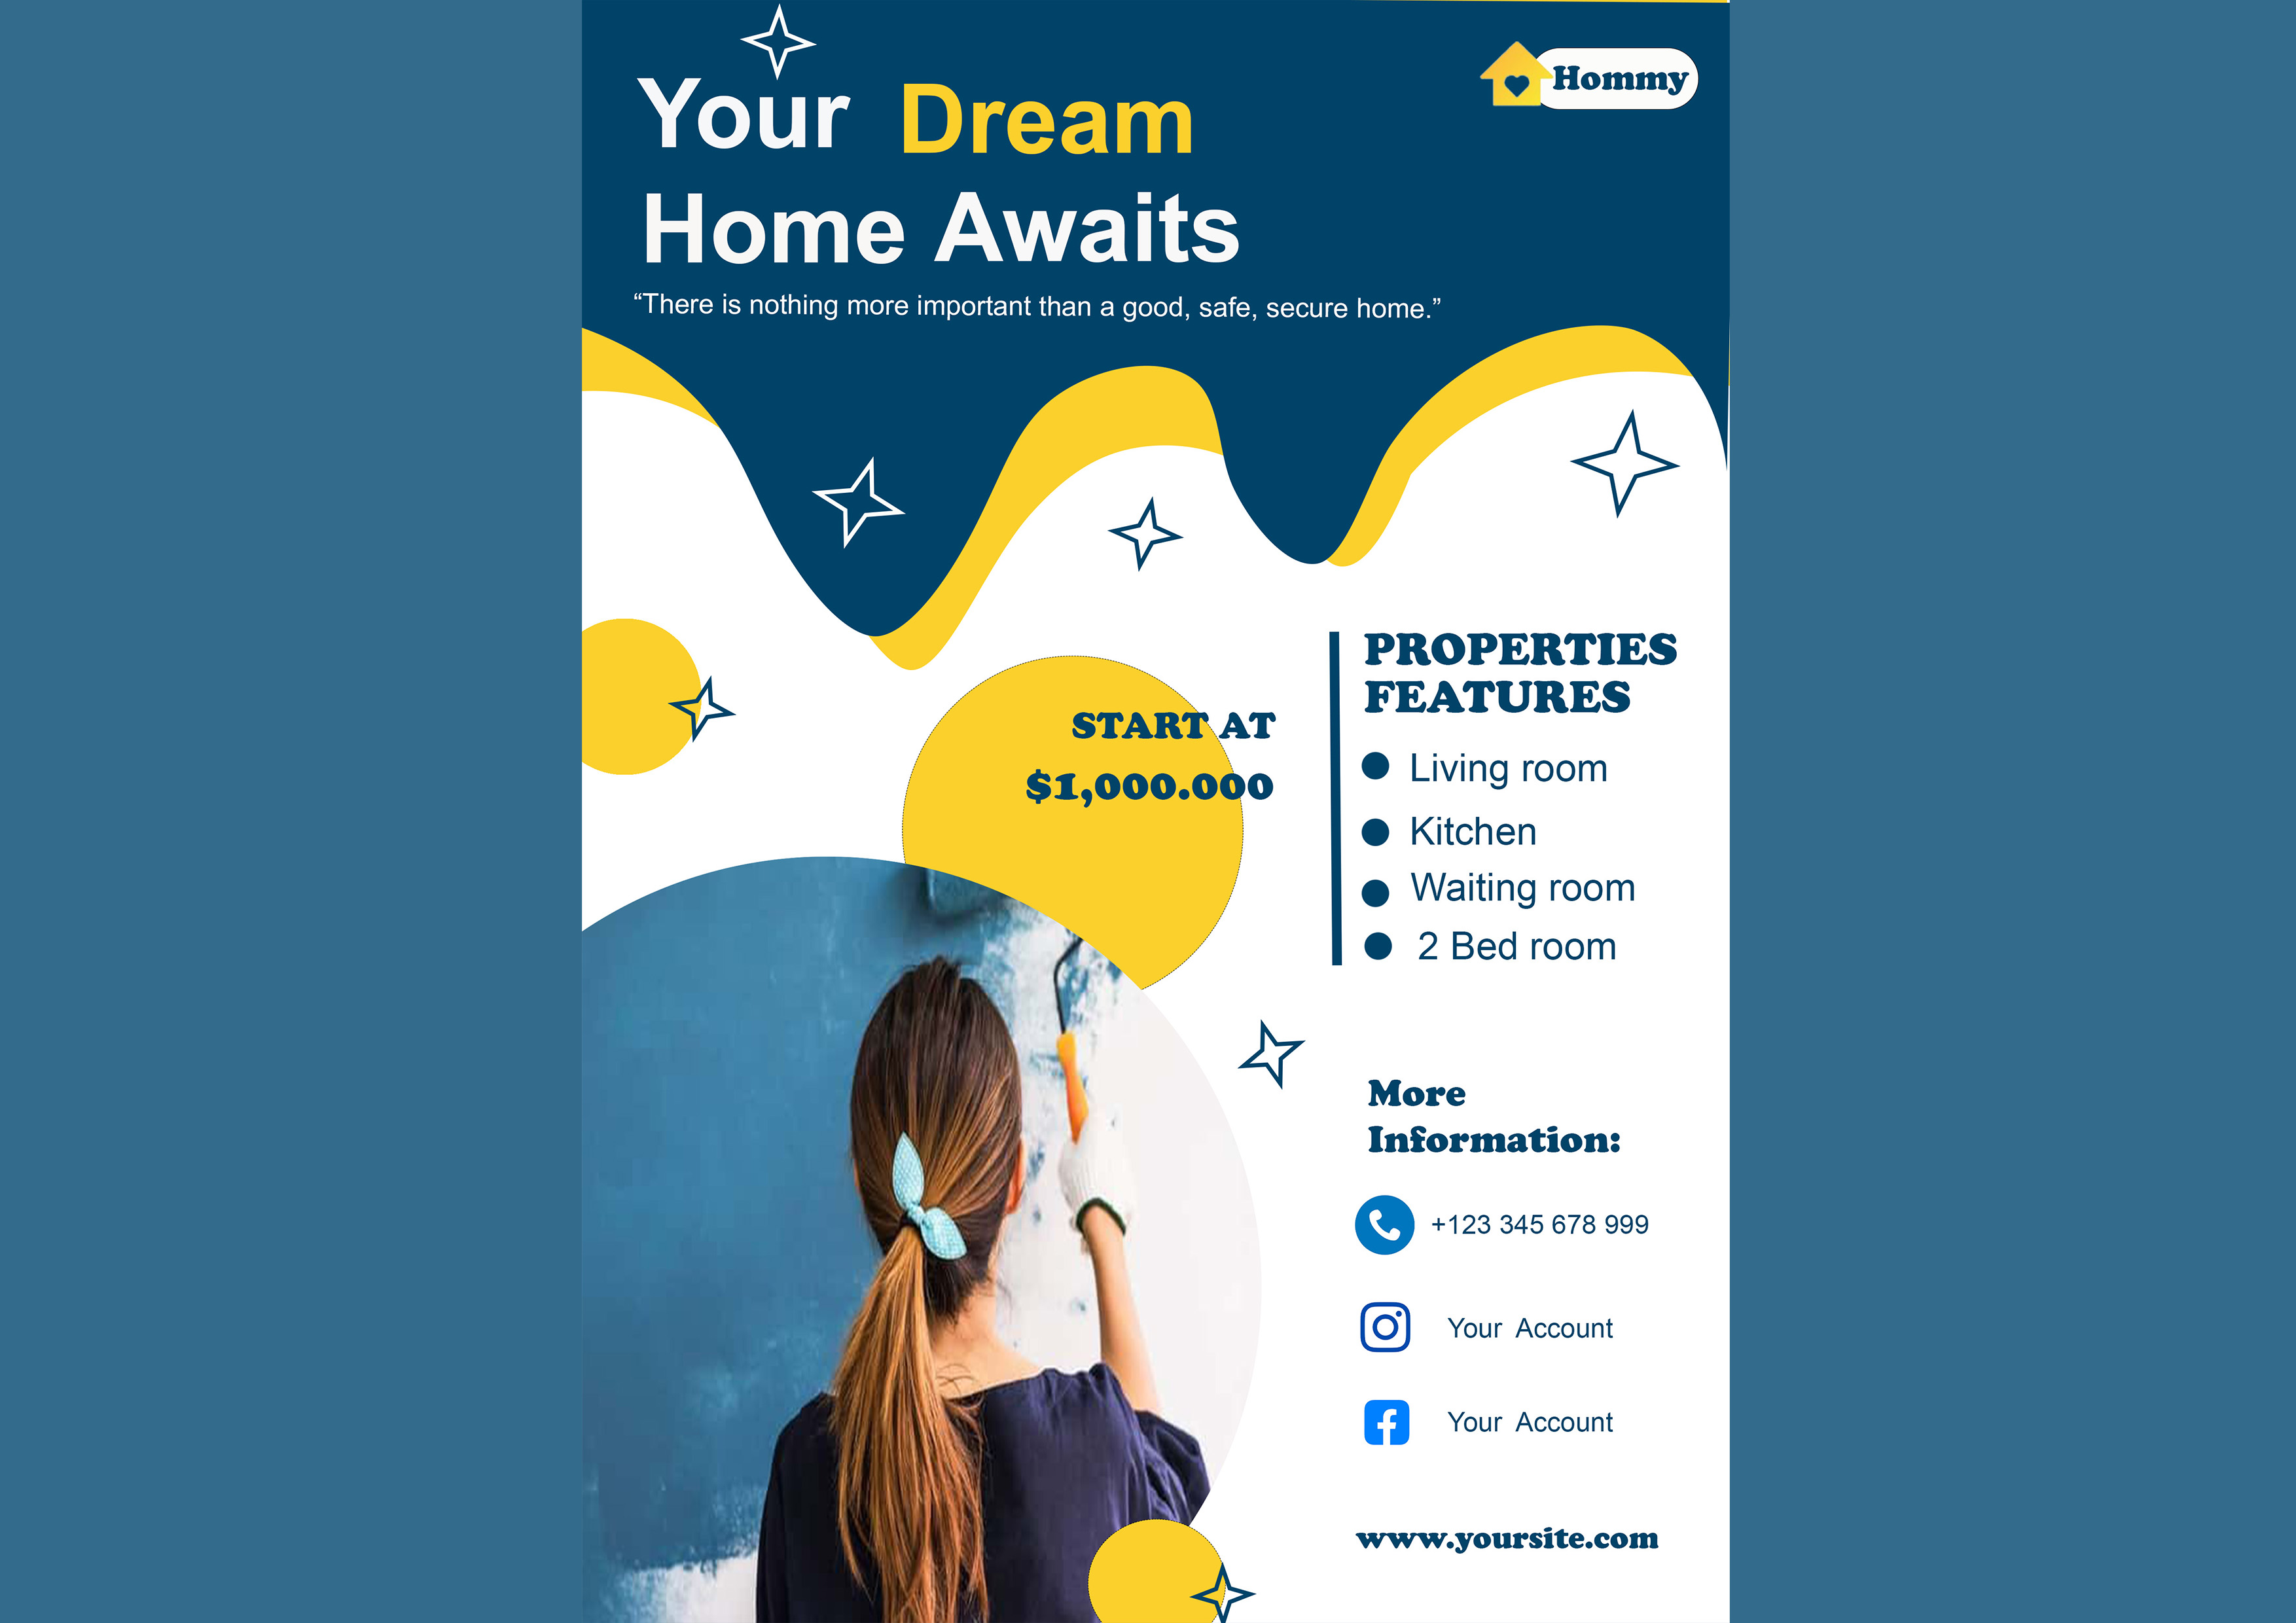 Hommy
Your Dream
Home Awaits
“There is nothing more important than a good, safe, secure home.”
START AT
$1,000.000
PROPERTIES
FEATURES
Living room
Kitchen
Waiting room
2 Bed room
More
Information:
+123 345 678 999
Your Account
Your Account
www.yoursite.com